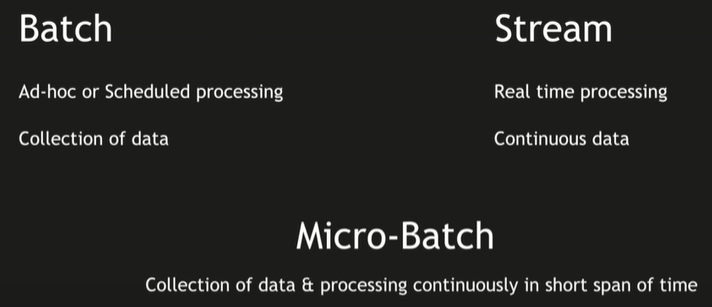 Batch
Ad-hoc or Scheduled processing
Collection of data
Stream
Real time processing
Continuous data
Micro-Batch
Collection of data & processing continuously in short span of time